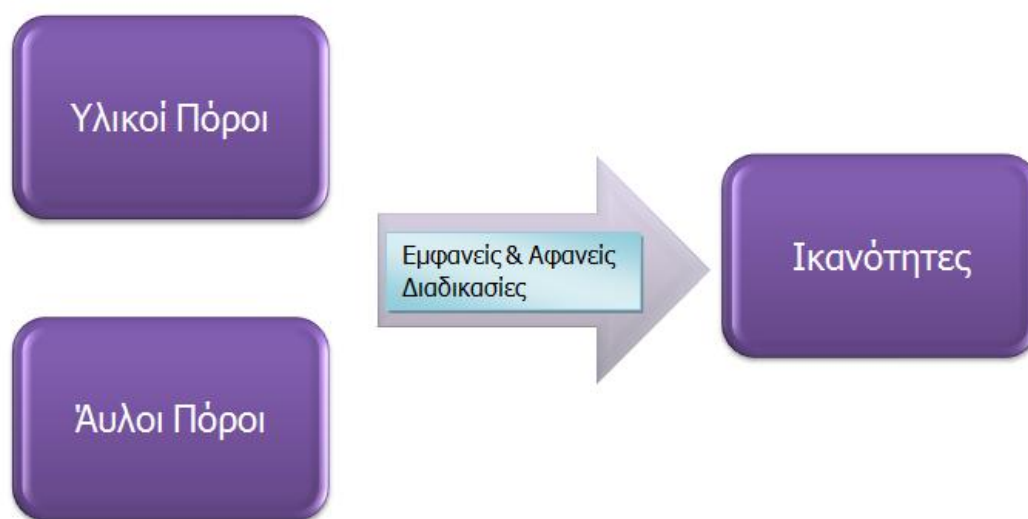 Υλικοί Πόροι
Εμφανείς & Αφανείς
Διαδικασίες
Ικανότητες
Άυλοι Πόροι